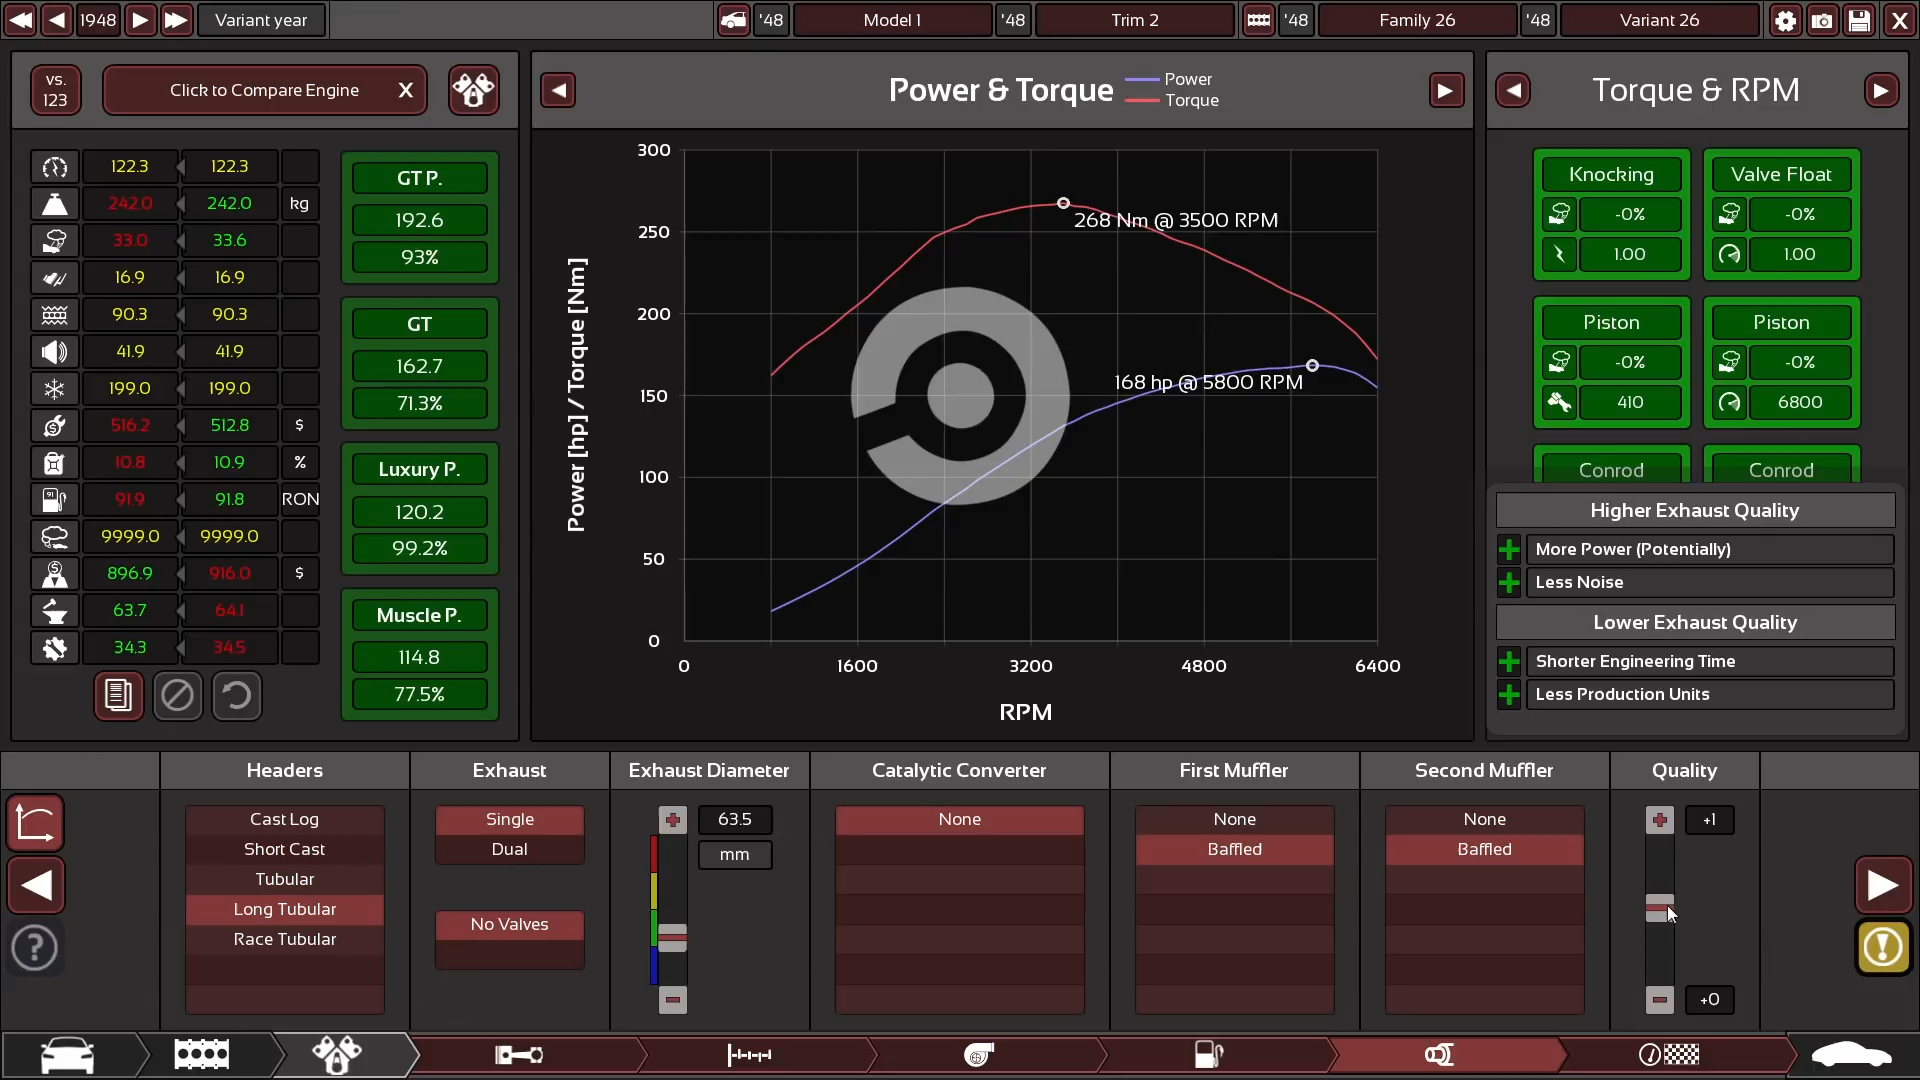 1948
Variant year
'48
Model 1
'48
Trim 2
'48
Family 26
'48
Variant 26
X
vs.
123
Click to Compare Engine
X
Power & Torque
Power
Torque
Torque & RPM
122.3
122.3
242.0
242.0
kg
33.0
33.6
16.9
16.9
90.3
90.3
41.9
41.9
199.0
199.0
516.2
512.8
$
10.8
10.9
%
91.9
91.8
RON
9999.0
9999.0
896.9
916.0
$
63.7
64.1
34.3
34.5
GT P.
192.6
93%
GT
162.7
71.3%
Luxury P.
120.2
99.2%
Muscle P.
114.8
77.5%
Power [hp] / Torque [Nm]
300
250
200
150
100
50
0
268 Nm @ 3500 RPM
168 hp @ 5800 RPM
0
1600
3200
4800
6400
RPM
Knocking
-0%
1.00
Valve Float
-0%
1.00
Piston
-0%
410
Piston
-0%
6800
Conrod
Conrod
Higher Exhaust Quality
More Power (Potentially)
Less Noise
Lower Exhaust Quality
Shorter Engineering Time
Less Production Units
Headers
Cast Log
Short Cast
Tubular
Long Tubular
Race Tubular
Exhaust
Single
Dual
No Valves
Exhaust Diameter
63.5
mm
Catalytic Converter
None
First Muffler
None
Baffled
Second Muffler
None
Baffled
Quality
+1
+0